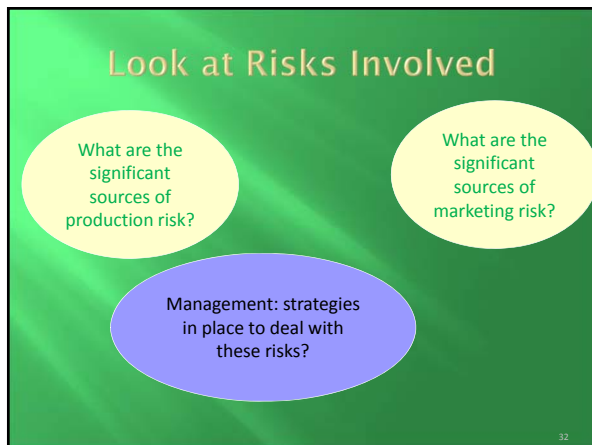 Look at Risks Involved
What are the
significant
sources of
production risk?
What are the
significant
sources of
marketing risk?
Management: strategies
in place to deal with
these risks?
32